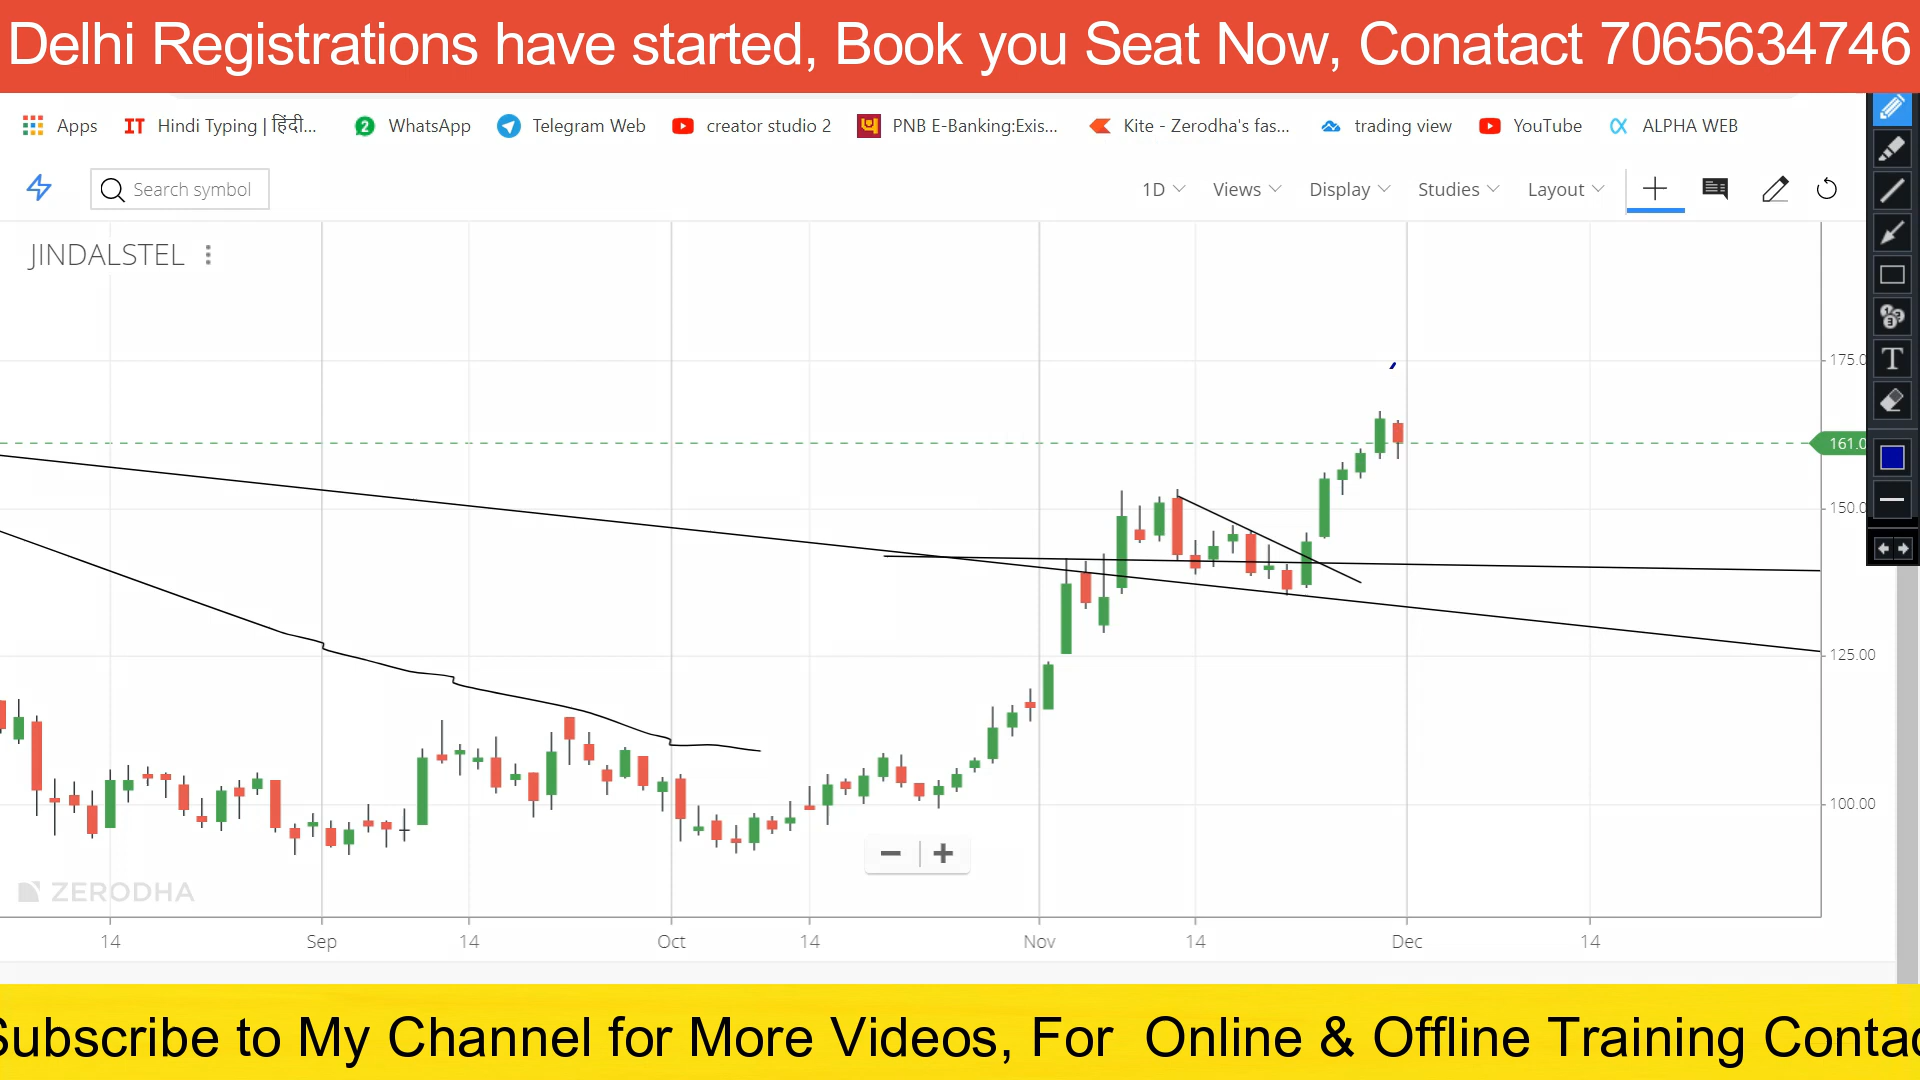 Delhi Registrations have started, Book you Seat Now, Conatact 7065634746
Apps IT Hindi Typing | हिंदी... 2 WhatsApp Telegram Web creator studio 2 PNB E-Banking:Exis... Kite - Zerodha's fas... trading view YouTube ALPHA WEB
Search symbol 1D Views Display Studies Layout
JINDALSTEL
T
175.0
161.0
150.0
125.00
100.00
ZERODHA
14 Sep 14 Oct 14 Nov 14 Dec 14
Subscribe to My Channel for More Videos, For Online & Offline Training Contac